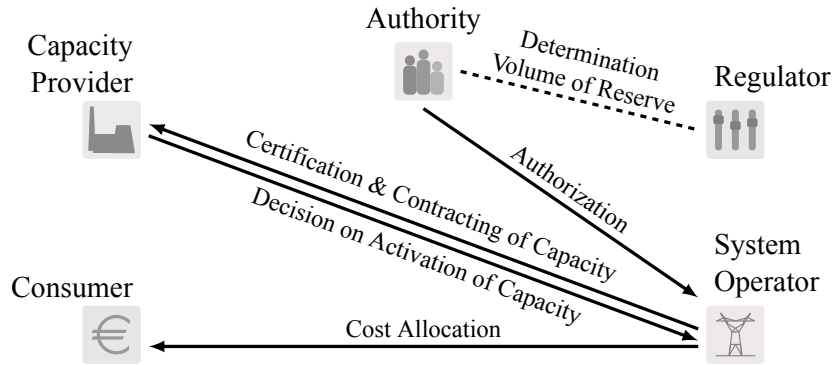 Authority
Capacity
Provider
Determination
Volume of Reserve
Regulator
Certification & Contracting of Capacity
Decision on Activation of Capacity
Authorization
System
Operator
Consumer
€
Cost Allocation